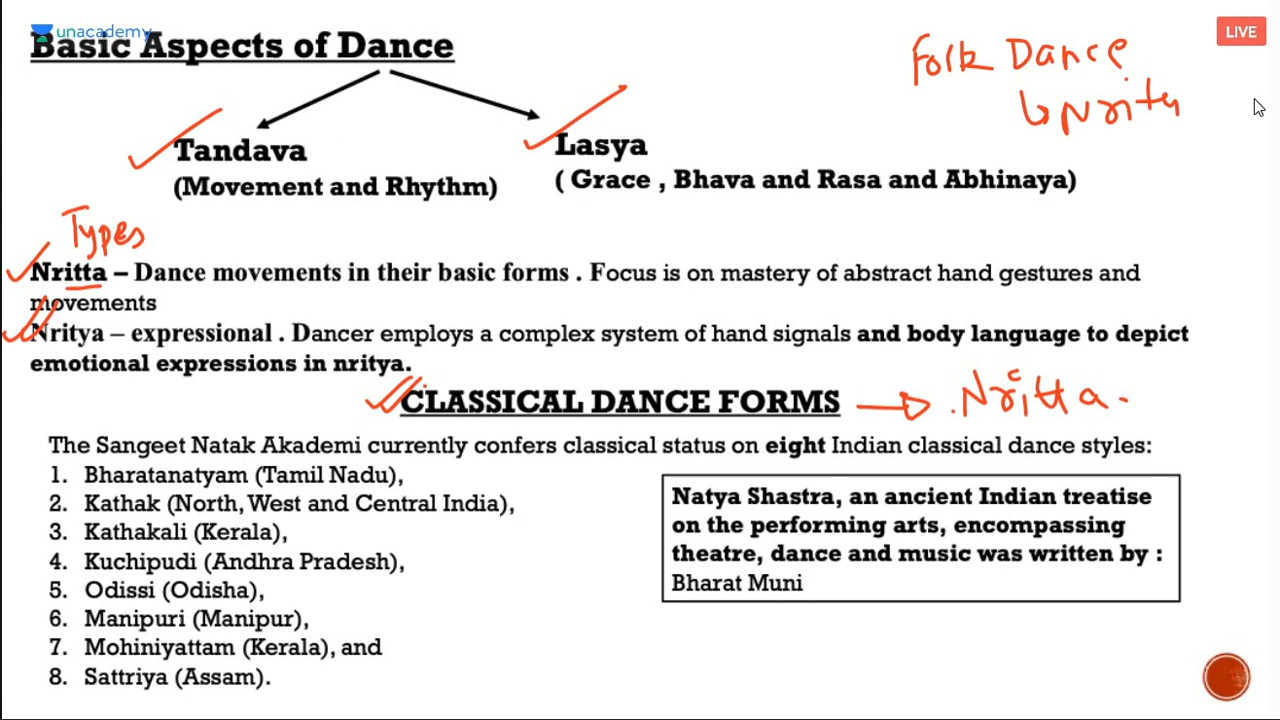 unacademy
LIVE
Basic Aspects of Dance
Folk Dance
↳ Nritya
Tandava
(Movement and Rhythm)
Lasya
( Grace , Bhava and Rasa and Abhinaya)
Types
Nritta – Dance movements in their basic forms . Focus is on mastery of abstract hand gestures and
movements
Nritya – expressional . Dancer employs a complex system of hand signals and body language to depict
emotional expressions in nritya.
CLASSICAL DANCE FORMS → Nritta.
The Sangeet Natak Akademi currently confers classical status on eight Indian classical dance styles:
1. Bharatanatyam (Tamil Nadu),
2. Kathak (North, West and Central India),
3. Kathakali (Kerala),
4. Kuchipudi (Andhra Pradesh),
5. Odissi (Odisha),
6. Manipuri (Manipur),
7. Mohiniyattam (Kerala), and
8. Sattriya (Assam).
Natya Shastra, an ancient Indian treatise
on the performing arts, encompassing
theatre, dance and music was written by :
Bharat Muni